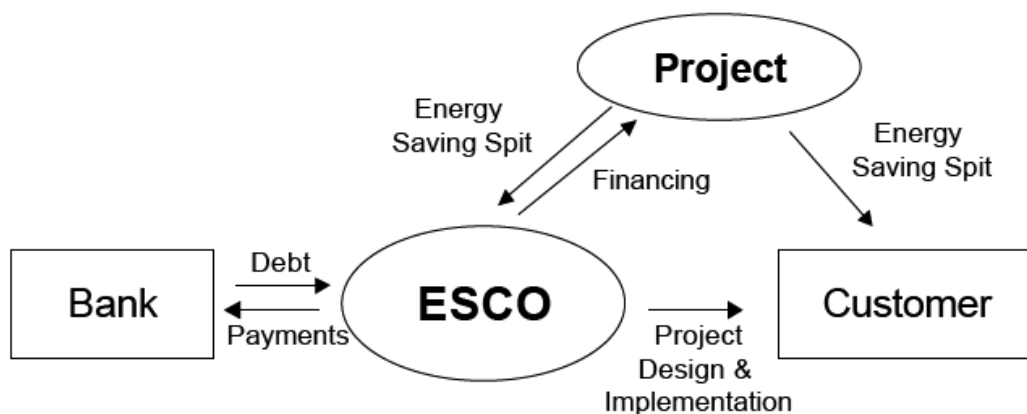 Project
Energy
Saving Spit
Energy
Saving Spit
Financing
Bank
Debt
Payments
ESCO
Project
Design &
Implementation
Customer